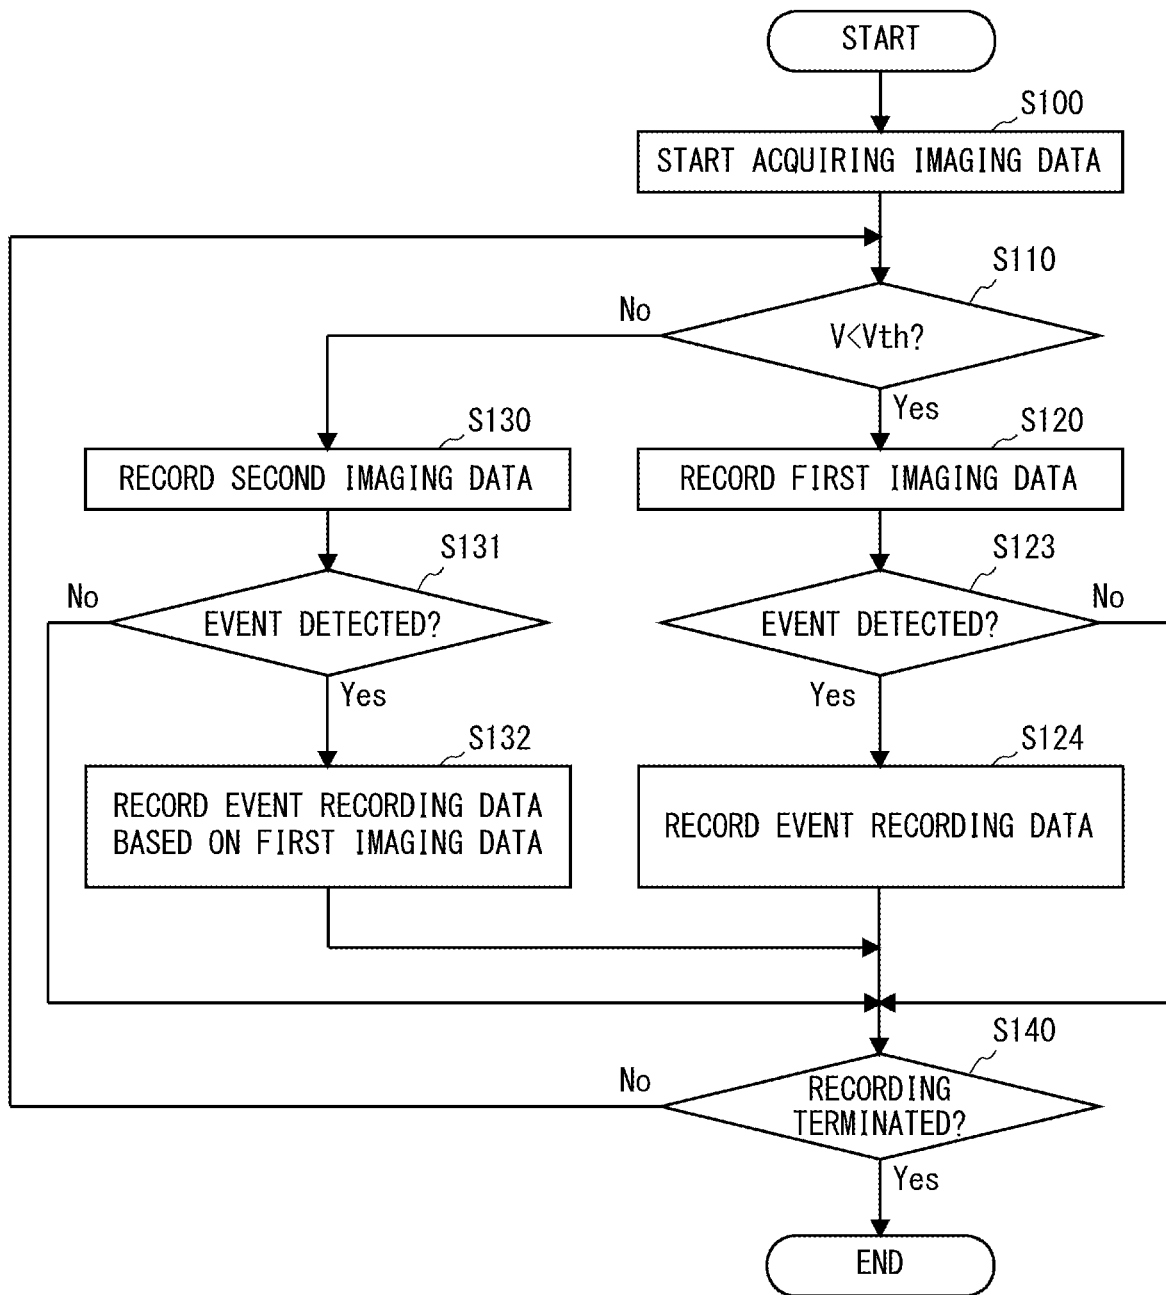 START
S100
START ACQUIRING IMAGING DATA
S110
No
V<Vth?
Yes
S130
S120
RECORD SECOND IMAGING DATA
RECORD FIRST IMAGING DATA
S131
S123
No
EVENT DETECTED?
EVENT DETECTED?
No
Yes
Yes
S132
S124
RECORD EVENT RECORDING DATA
BASED ON FIRST IMAGING DATA
RECORD EVENT RECORDING DATA
S140
No
RECORDING
TERMINATED?
Yes
END